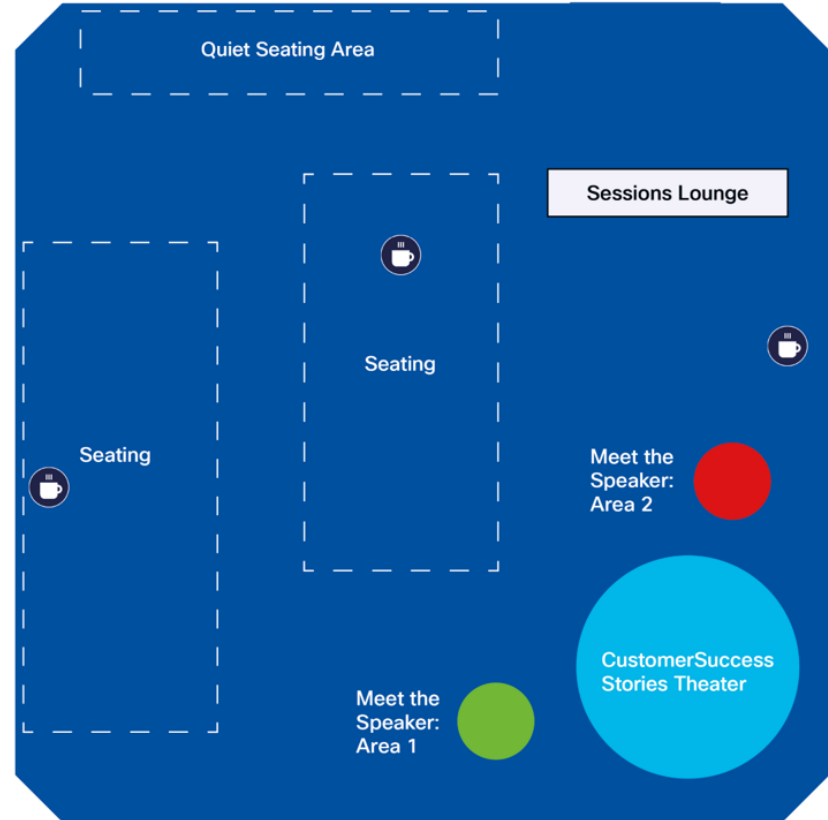 Quiet Seating Area
Sessions Lounge
Seating
Seating
Meet the
Speaker:
Area 2
CustomerSuccess
Stories Theater
Meet the
Speaker:
Area 1